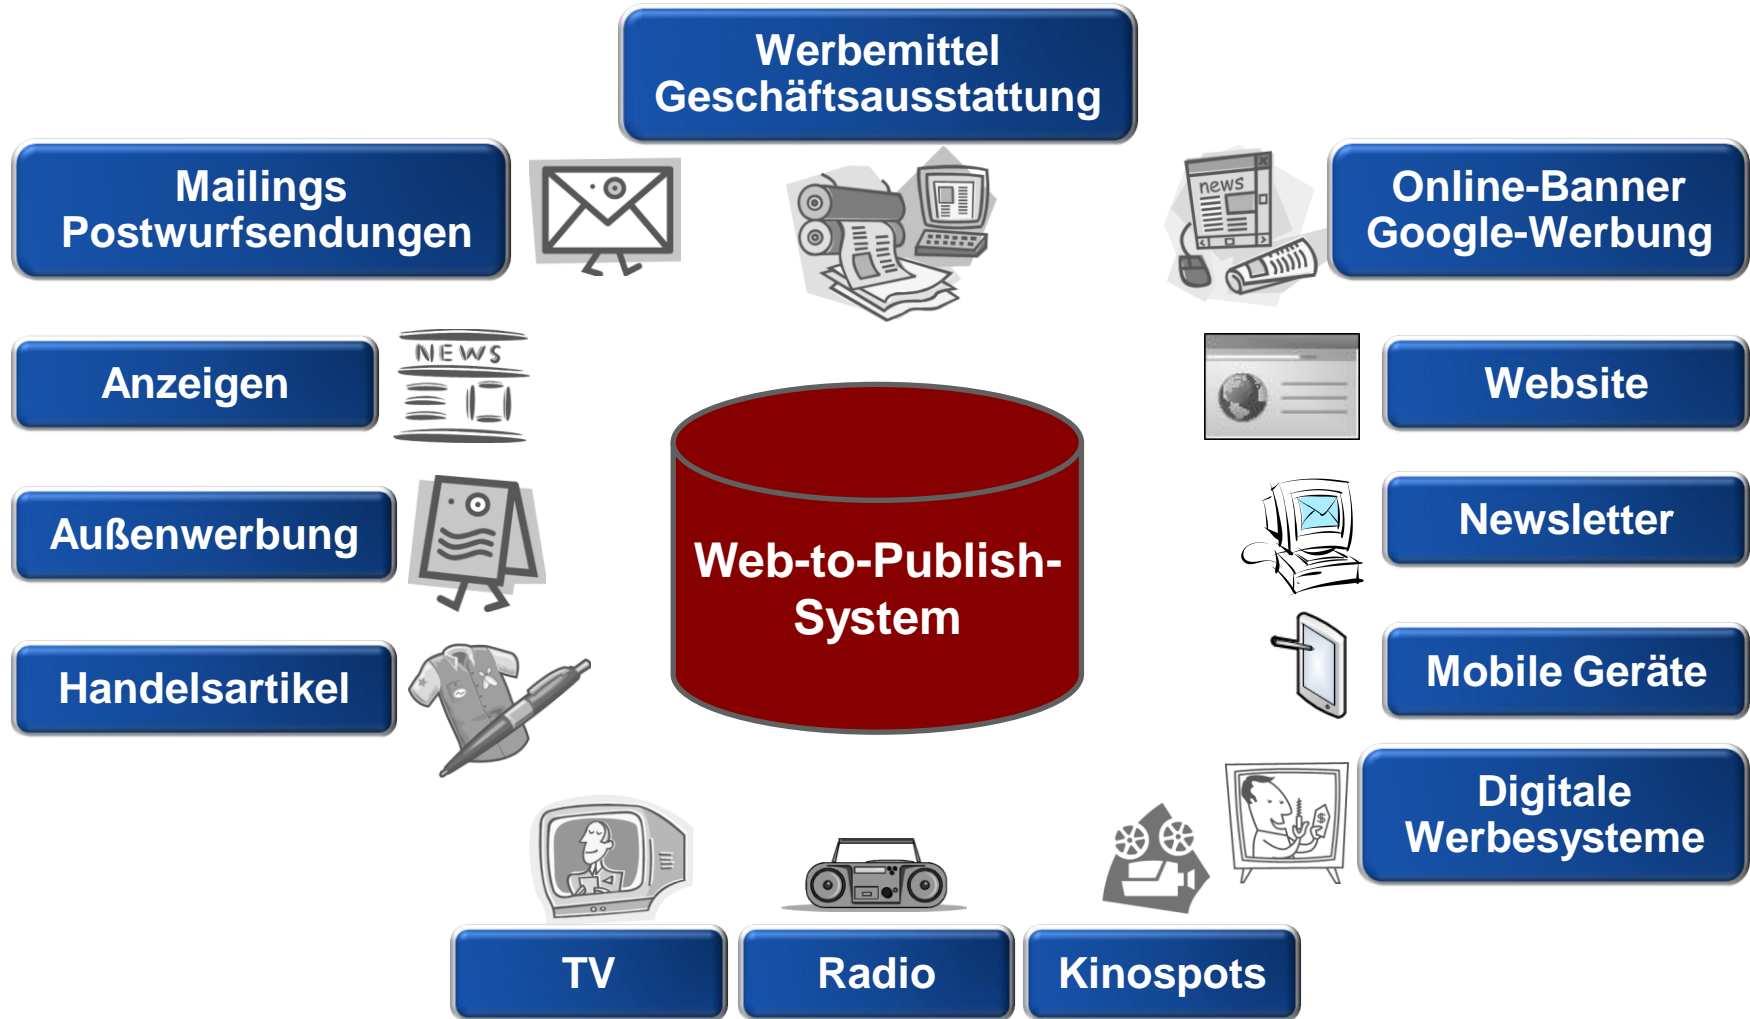 Werbemittel
Geschäftsausstattung
Mailings
Postwurfsendungen
news
Online-Banner
Google-Werbung
Anzeigen
NEWS
Website
Außenwerbung
Web-to-Publish-
System
Newsletter
Handelsartikel
Mobile Geräte
$
Digitale
Werbesysteme
TV
Radio
Kinospots